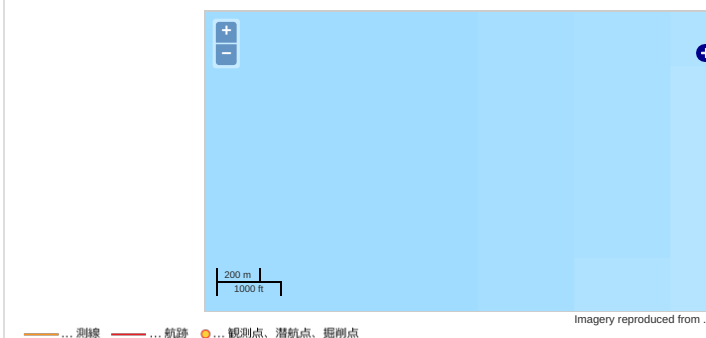 +
−
200 m
1000 ft
Imagery reproduced from .
... 測線 ... 航跡 ... 観測点、潜航点、掘削点